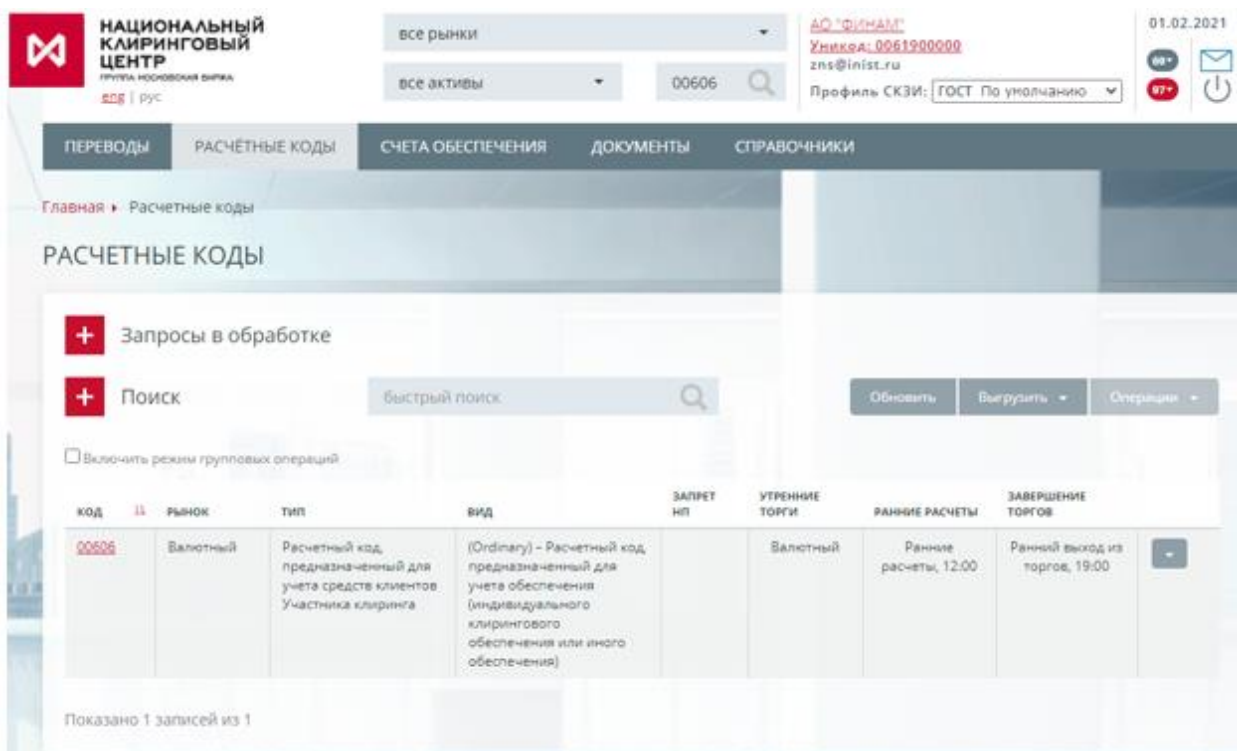 НАЦИОНАЛЬНЫЙ
КЛИРИНГОВЫЙ
ЦЕНТР
ГРУППА МОСКОВСКАЯ БИРЖА
eng | рус
все рынки
все активы
00606
АО "ФИНАМ"
Уникод: 0061900000
zns@inist.ru
Профиль СКЗИ: ГОСТ По умолчанию
01.02.2021
97+
ПЕРЕВОДЫ РАСЧЁТНЫЕ КОДЫ СЧЕТА ОБЕСПЕЧЕНИЯ ДОКУМЕНТЫ СПРАВОЧНИКИ
Главная Расчетные коды
РАСЧЕТНЫЕ КОДЫ
Запросы в обработке
Поиск быстрый поиск Обновить Выгрузить Операции
Включить режим групповых операций
КОД РЫНОК ТИП ВИД ЗАПРЕТ НП УТРЕННИЕ ТОРГИ РАННИЕ РАСЧЕТЫ ЗАВЕРШЕНИЕ ТОРГОВ
00606
Валютный
Расчетный код,
предназначенный для
учета средств клиентов
Участника клиринга
(Ordinary) – Расчетный код,
предназначенный для
учета обеспечения
(индивидуального
клирингового
обеспечения или иного
обеспечения)
Валютный
Ранние
расчеты, 12:00
Ранний выход из
торгов, 19:00
Показано 1 записей из 1